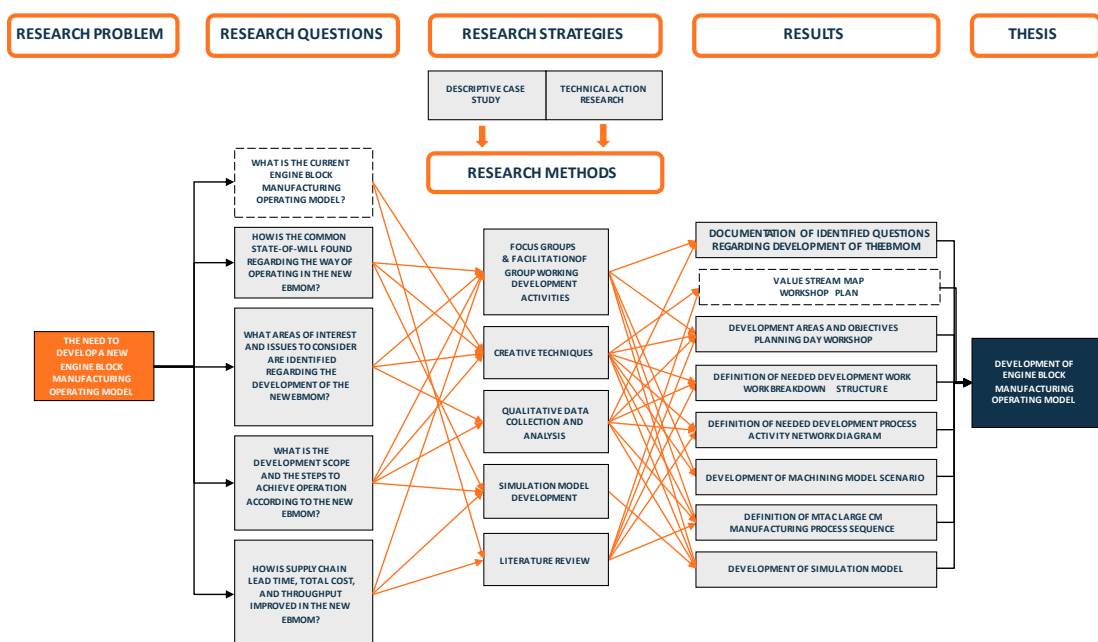 RESEARCH PROBLEM
RESEARCH QUESTIONS
RESEARCH STRATEGIES
RESULTS
THESIS
DESCRIPTIVE CASE
STUDY
TECHNICAL ACTION
RESEARCH
RESEARCH METHODS
THE NEED TO
DEVELOP A NEW
ENGINE BLOCK
MANUFACTURING
OPERATING MODEL
WHAT IS THE CURRENT
ENGINE BLOCK
MANUFACTURING
OPERATING MODEL?
HOW IS THE COMMON
STATE-OF-WILL FOUND
REGARDING THE WAY OF
OPERATING IN THE NEW
EBMOM?
WHAT AREAS OF INTEREST
AND ISSUES TO CONSIDER
ARE IDENTIFIED
REGARDING THE
DEVELOPMENT OF THE
NEW EBMOM?
WHAT IS THE
DEVELOPMENT SCOPE
AND THE STEPS TO
ACHIEVE OPERATION
ACCORDING TO THE NEW
EBMOM?
HOW IS SUPPLY CHAIN
LEAD TIME, TOTAL COST,
AND THROUGHPUT
IMPROVED IN THE NEW
EBMOM?
FOCUS GROUPS
& FACILITATION OF
GROUP WORKING
DEVELOPMENT
ACTIVITIES
CREATIVE TECHNIQUES
QUALITATIVE DATA
COLLECTION AND
ANALYSIS
SIMULATION MODEL
DEVELOPMENT
LITERATURE REVIEW
DOCUMENTATION OF IDENTIFIED QUESTIONS
REGARDING DEVELOPMENT OF THE EBMOM
VALUE STREAM MAP
WORKSHOP PLAN
DEVELOPMENT AREAS AND OBJECTIVES
PLANNING DAY WORKSHOP
DEFINITION OF NEEDED DEVELOPMENT WORK
WORK BREAKDOWN STRUCTURE
DEFINITION OF NEEDED DEVELOPMENT PROCESS
ACTIVITY NETWORK DIAGRAM
DEVELOPMENT OF MACHINING MODEL SCENARIO
DEFINITION OF MTAC LARGE CM
MANUFACTURING PROCESS SEQUENCE
DEVELOPMENT OF SIMULATION MODEL
DEVELOPMENT OF
ENGINE BLOCK
MANUFACTURING
OPERATING MODEL